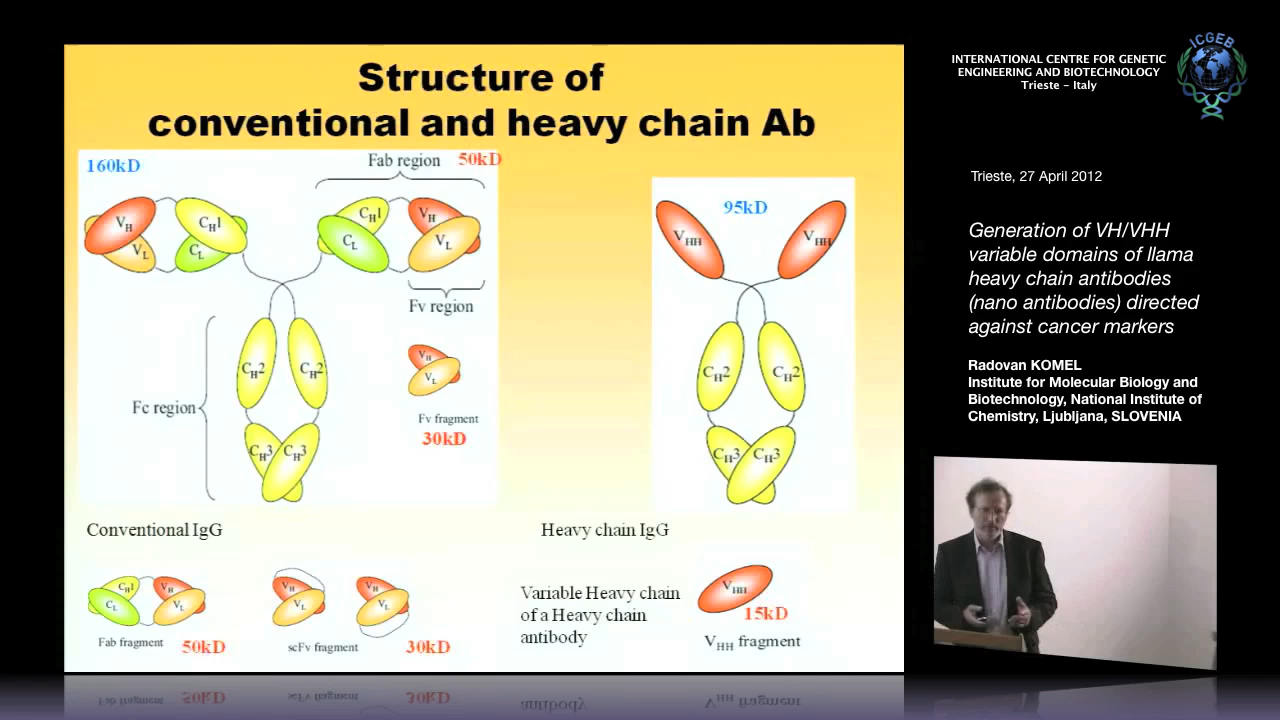 Structure of
conventional and heavy chain Ab
160kD
Fab region
50kD
VH
VL
CH1
CL
CH1
CL
VH
VL
Fv region
CH2
CH2
Fc region
CH3
CH3
VH
VL
Fv fragment
30kD
Conventional IgG
95kD
VHH
VHH
CH2
CH2
CH3
CH3
Heavy chain IgG
CH1
CL
VH
VL
Fab fragment
50kD
VH
VL
VH
VL
scFv fragment
30kD
Variable Heavy chain
of a Heavy chain
antibody
VHH
15kD
VHH fragment
INTERNATIONAL CENTRE FOR GENETIC
ENGINEERING AND BIOTECHNOLOGY
Trieste - Italy
ICGEB
Trieste, 27 April 2012
Generation of VH/VHH
variable domains of llama
heavy chain antibodies
(nano antibodies) directed
against cancer markers
Radovan KOMEL
Institute for Molecular Biology and
Biotechnology, National Institute of
Chemistry, Ljubljana, SLOVENIA